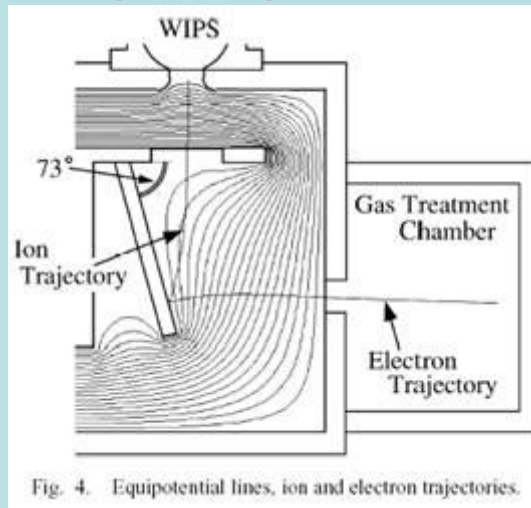 WIPS
73°
Gas Treatment
Chamber
Ion
Trajectory
Electron
Trajectory
Fig. 4. Equipotential lines, ion and electron trajectories.